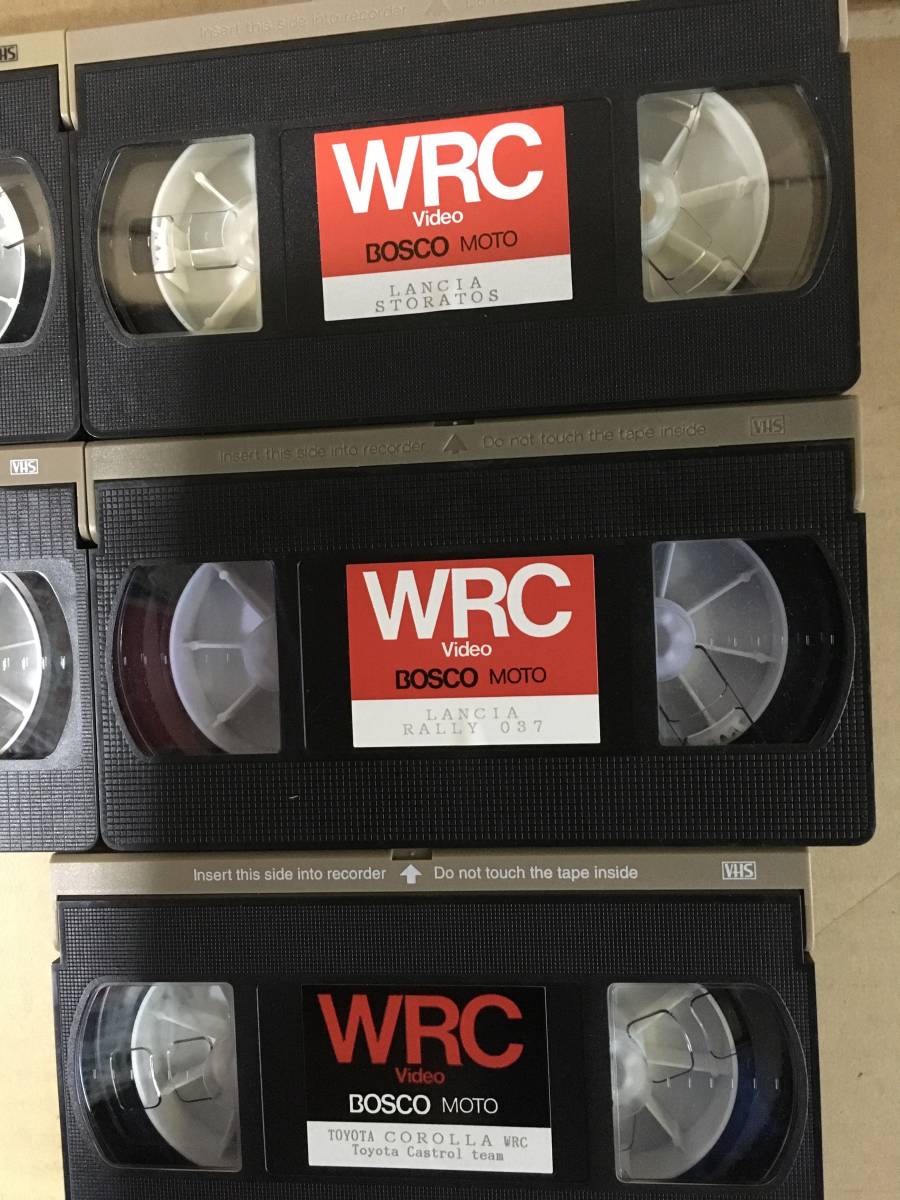 Insert this side into recorder Do
VHS
WRC
Video
BOSCO MOTO
LANCIA
STORATOS
Insert this side into recorder Do not touch the tape inside VHS
VHS
WRC
Video
BOSCO MOTO
LANCIA
RALLY 037
Insert this side into recorder Do not touch the tape inside VHS
WRC
Video
BOSCO MOTO
TOYOTA COROLLA WRC
Toyota Castrol team